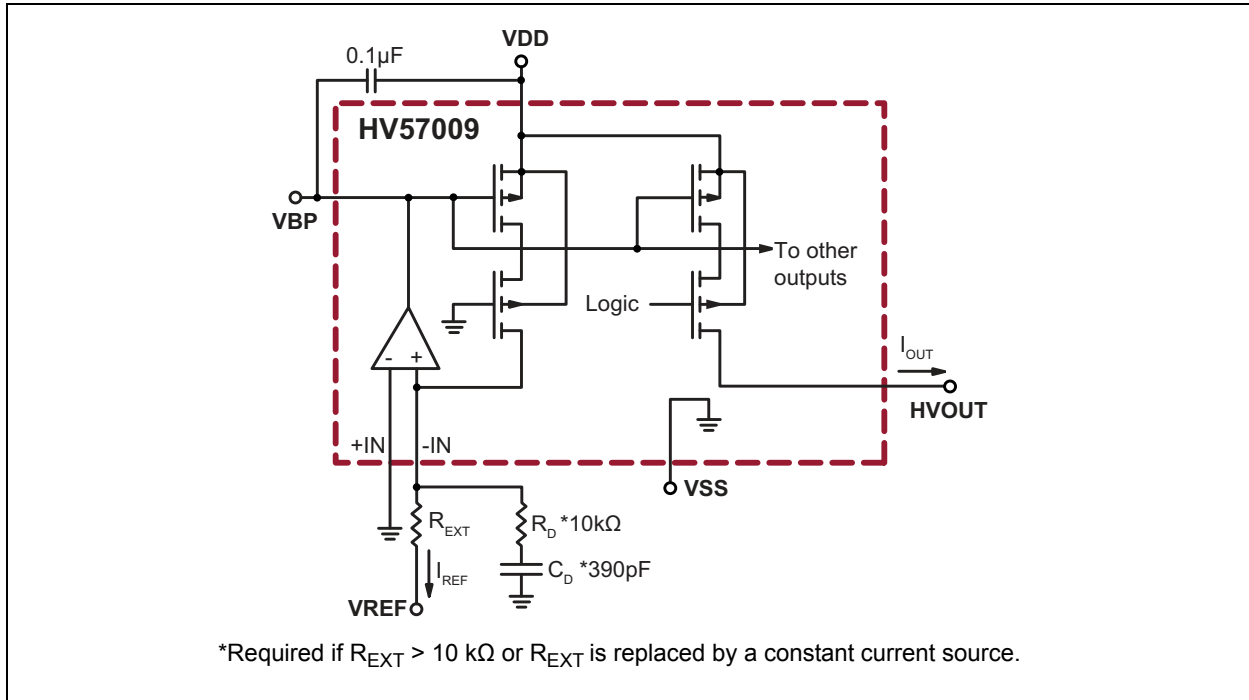 VDD
0.1µF
HV57009
VBP
To other
outputs
Logic
- +
I_OUT
HVOUT
+IN -IN
VSS
R_EXT
R_D *10kΩ
I_REF
C_D *390pF
VREF
*Required if R_EXT > 10 kΩ or R_EXT is replaced by a constant current source.